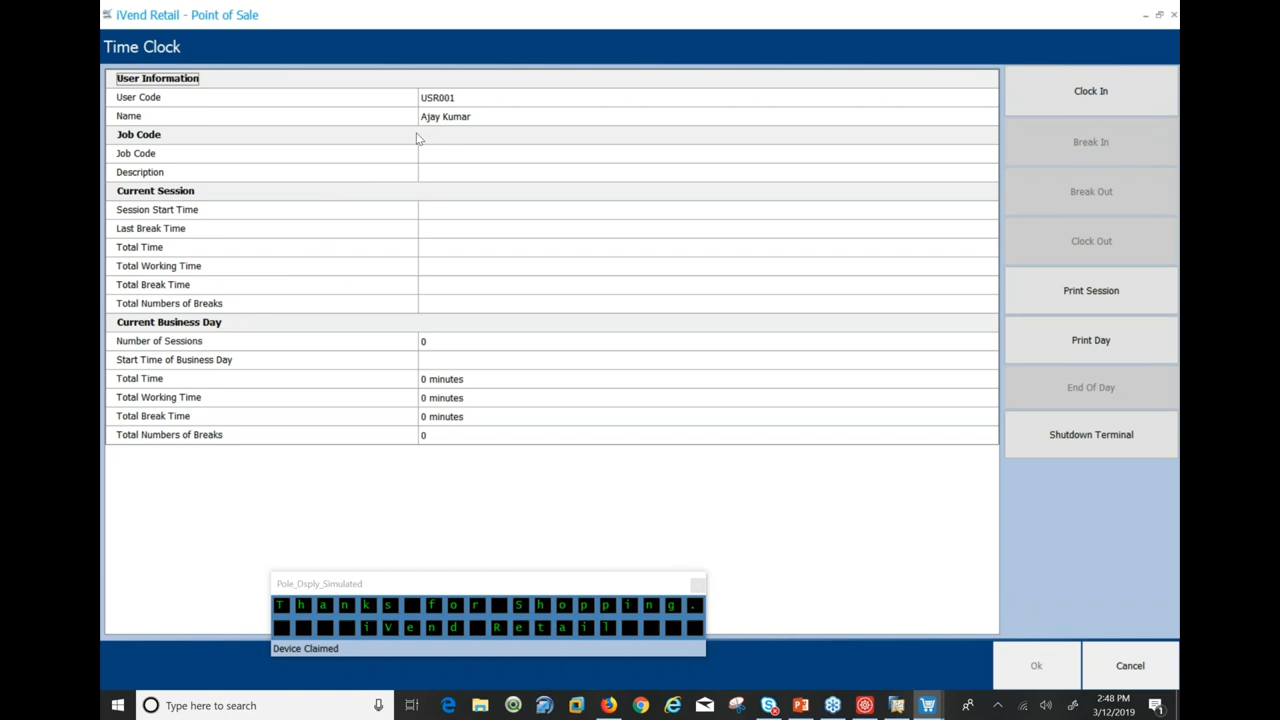 iVend Retail - Point of Sale
Time Clock
User Information
User Code USR001
Name Ajay Kumar
Job Code
Job Code
Description
Current Session
Session Start Time
Last Break Time
Total Time
Total Working Time
Total Break Time
Total Numbers of Breaks
Current Business Day
Number of Sessions 0
Start Time of Business Day
Total Time 0 minutes
Total Working Time 0 minutes
Total Break Time 0 minutes
Total Numbers of Breaks 0
Clock In
Break In
Break Out
Clock Out
Print Session
Print Day
End Of Day
Shutdown Terminal
Pole_Dsply_Simulated
Thanks for Shopping.
iVend Retail
Device Claimed
Ok Cancel
Type here to search
2:48 PM
3/12/2019
1